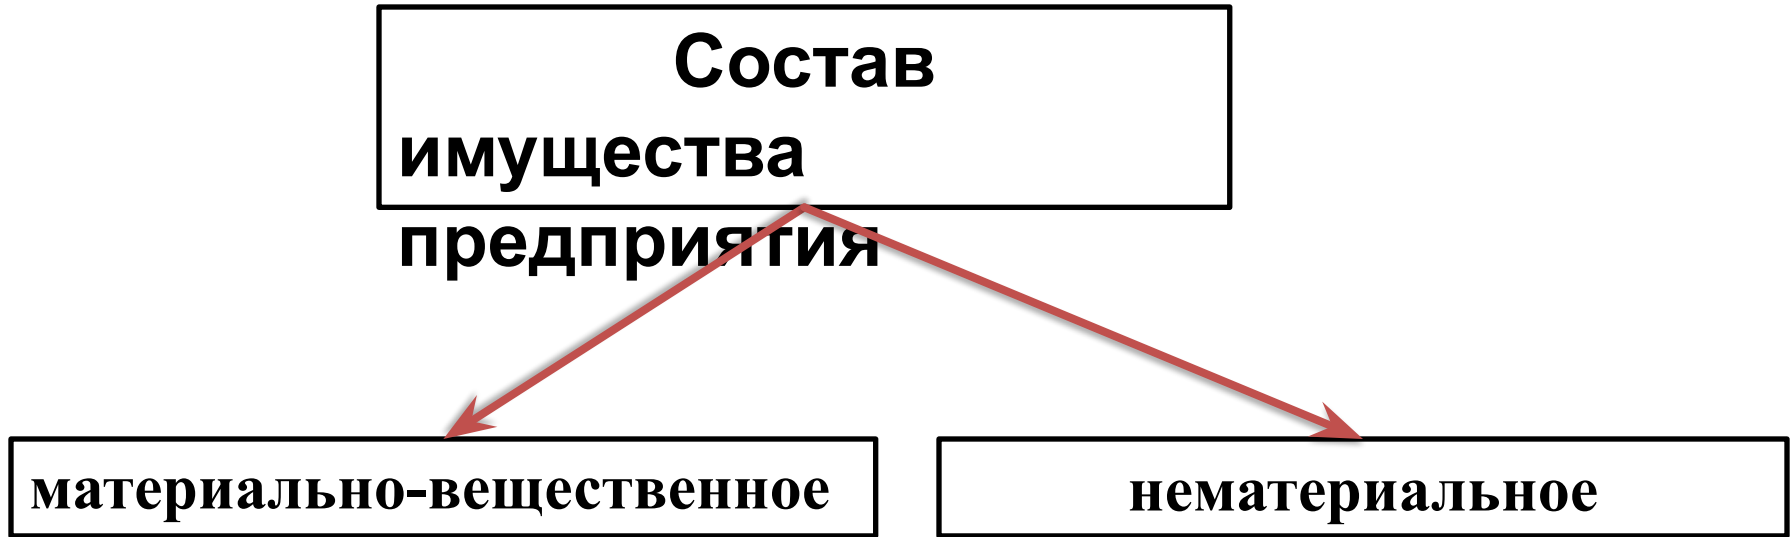 Состав
имущества
предприятия
материально-вещественное
нематериальное